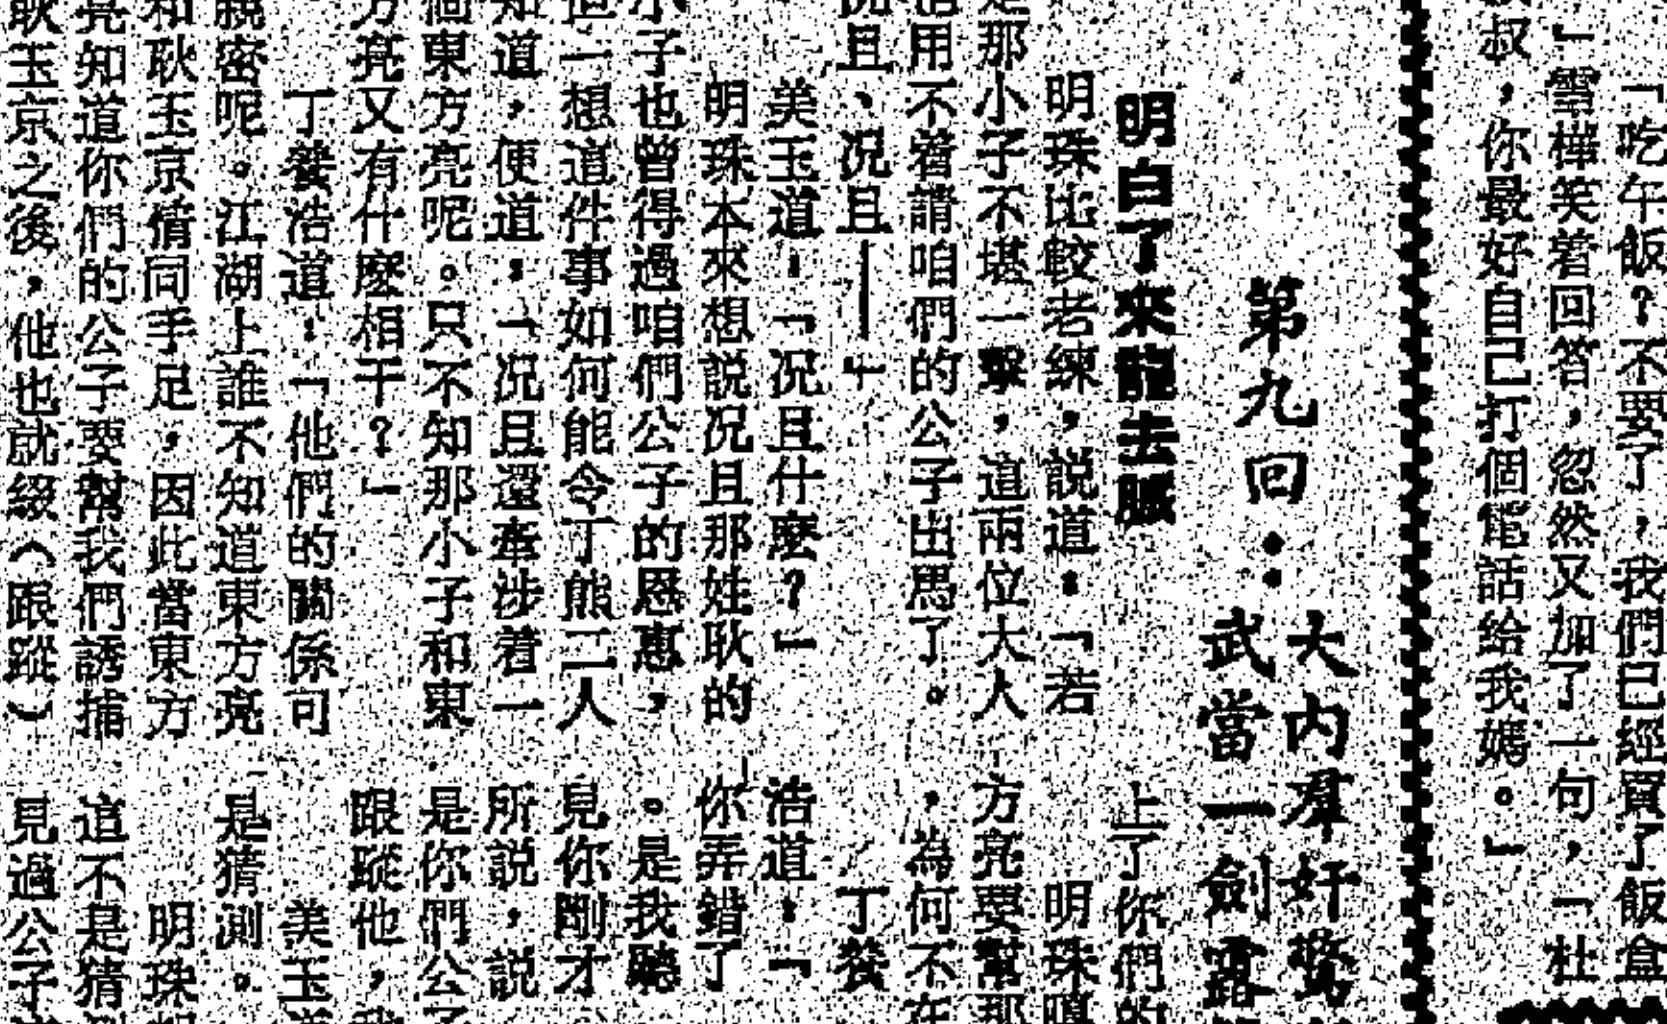 「吃午飯？不要了，我們已經買了飯盒
」雪樺笑着回答，忽然又加了一句，「杜
叔，你最好自己打個電話給我媽。」
第九回：
大內羣奸驚
武當一劍露
明白了來龍去脈
明珠比較老練，說道：「若
那小子不堪一擊，這兩位大人
用不着請咱們的公子出馬了。
且、况且——」
美玉道：「况且什麼？」
明珠本來想說况且那姓耿的
小子也曾得過咱們公子的恩惠，
但一想這件事如何能令丁熊二人
知道，便道：「况且還牽涉着一
個東方亮呢。只不知那小子和東
方亮又有什麼相干？」
丁養浩道：「他們的關係可
親密呢。江湖上誰不知道東方亮
和耿玉京情同手足，因此當東方
亮知道你們的公子要幫我們誘捕
耿玉京之後，他也就綴（跟蹤）
上了你們的
明珠
方亮要幫那
，為何不在
丁養
浩道：「
你弄錯了
。是我聽
見你剛才
所說，說
是你們公子
跟蹤他，
美玉
是猜測。
明珠
這不是猜
見過公子